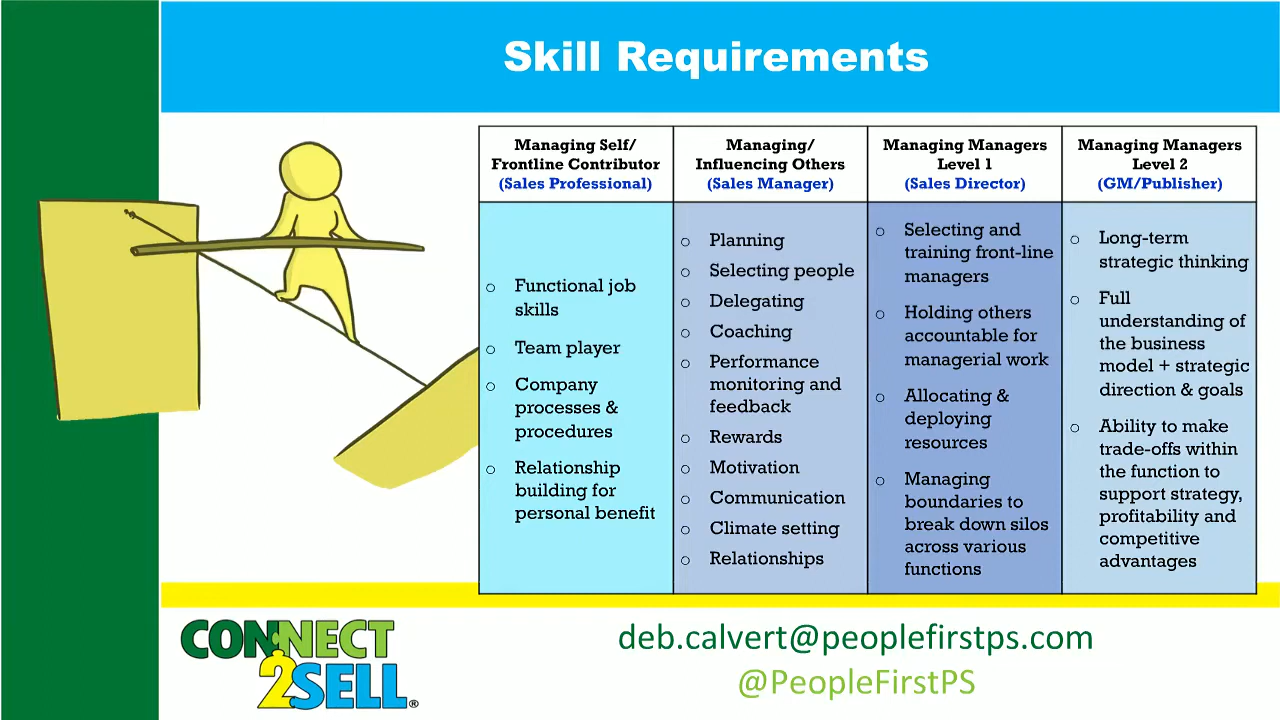 Skill Requirements
Managing Self/
Frontline Contributor
(Sales Professional)
Functional job
skills
Team player
Company
processes &
procedures
Relationship
building for
personal benefit
Managing/
Influencing Others
(Sales Manager)
Planning
Selecting people
Delegating
Coaching
Performance
monitoring and
feedback
Rewards
Motivation
Communication
Climate setting
Relationships
Managing Managers
Level 1
(Sales Director)
Selecting and
training front-line
managers
Holding others
accountable for
managerial work
Allocating &
deploying
resources
Managing
boundaries to
break down silos
across various
functions
Managing Managers
Level 2
(GM/Publisher)
Long-term
strategic thinking
Full
understanding of
the business
model + strategic
direction & goals
Ability to make
trade-offs within
the function to
support strategy,
profitability and
competitive
advantages
CONNECT
2SELL®
deb.calvert@peoplefirstps.com
@PeopleFirstPS